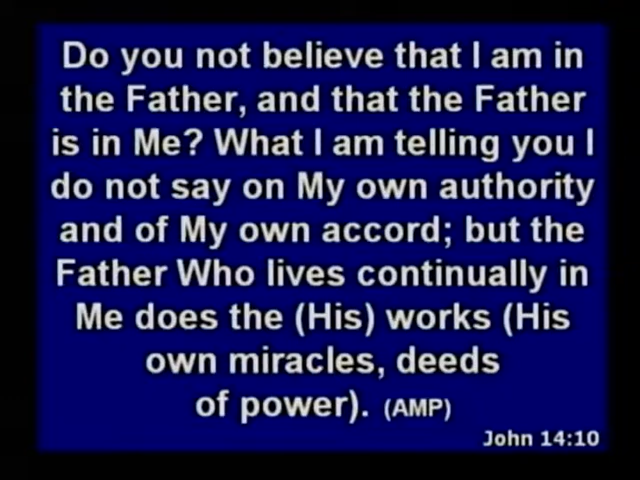 Do you not believe that I am in
the Father, and that the Father
is in Me? What I am telling you I
do not say on My own authority
and of My own accord; but the
Father Who lives continually in
Me does the (His) works (His
own miracles, deeds
of power). (AMP)
John 14:10